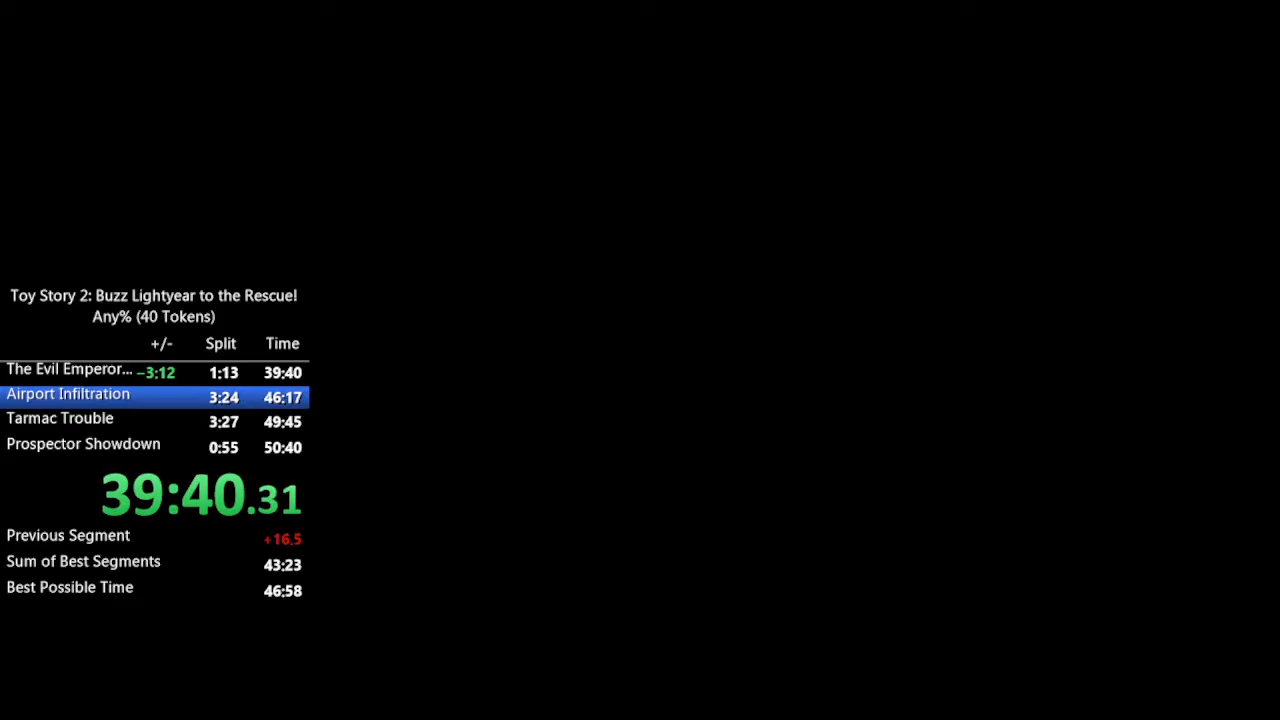 Toy Story 2: Buzz Lightyear to the Rescue!
Any% (40 Tokens)
+/- Split Time
The Evil Emperor... −3:12 1:13 39:40
Airport Infiltration 3:24 46:17
Tarmac Trouble 3:27 49:45
Prospector Showdown 0:55 50:40
39:40.31
Previous Segment +16.5
Sum of Best Segments 43:23
Best Possible Time 46:58